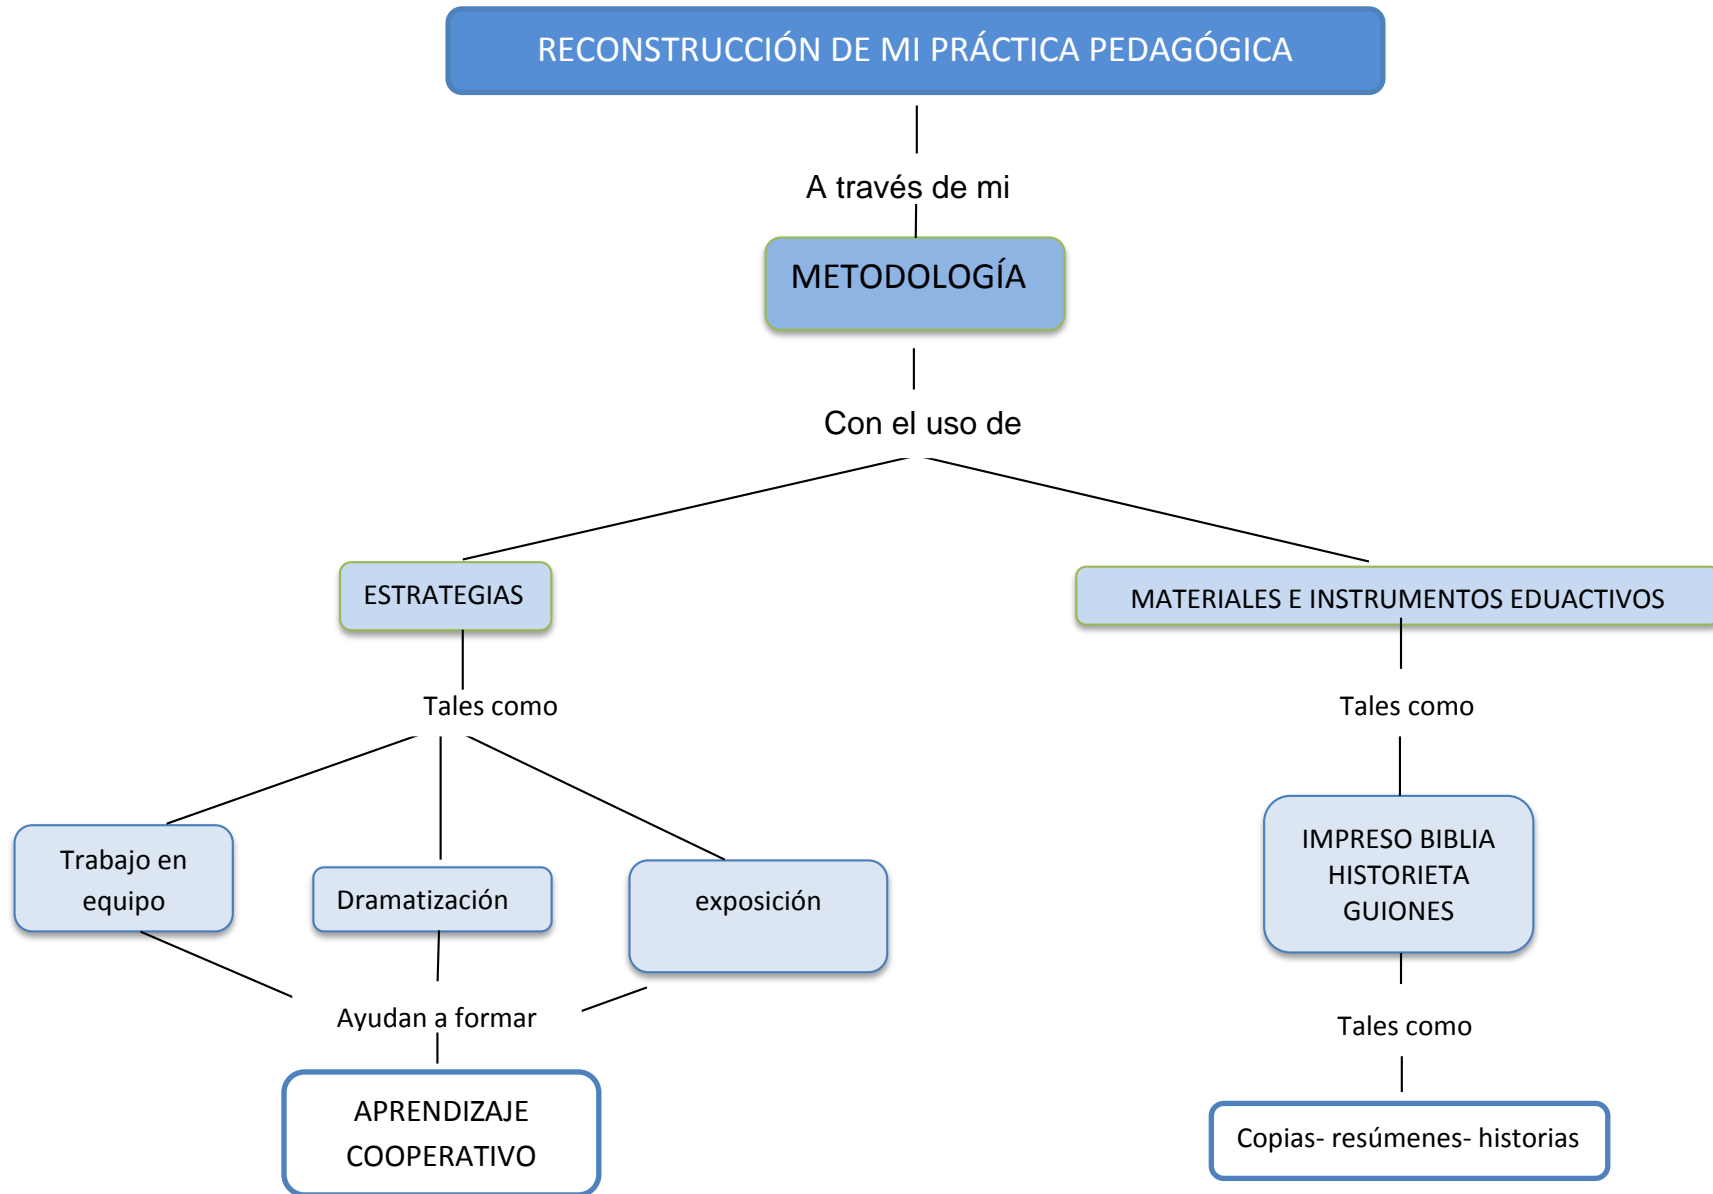 RECONSTRUCCIÓN DE MI PRÁCTICA PEDAGÓGICA
A través de mi
METODOLOGÍA
Con el uso de
ESTRATEGIAS
MATERIALES E INSTRUMENTOS EDUACTIVOS
Tales como
Tales como
Trabajo en
equipo
Dramatización
exposición
IMPRESO BIBLIA
HISTORIETA
GUIONES
Ayudan a formar
Tales como
APRENDIZAJE
COOPERATIVO
Copias- resúmenes- historias